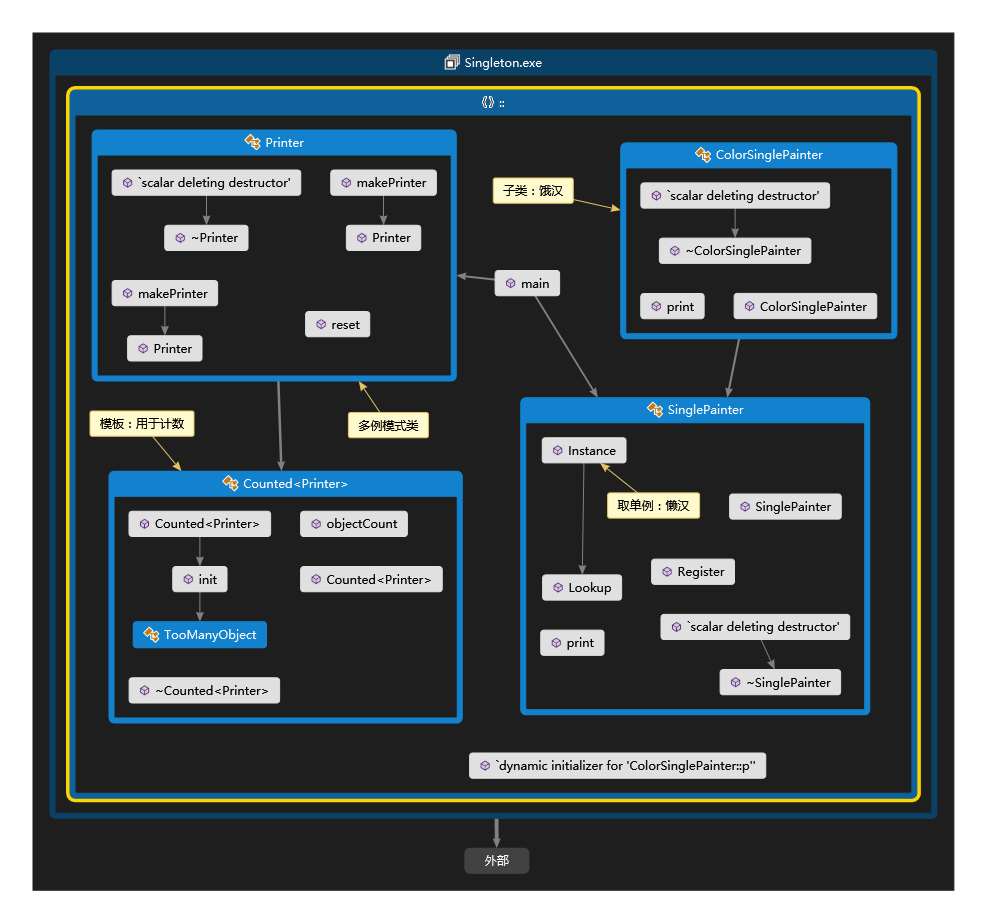 Singleton.exe
::
Printer
`scalar deleting destructor'
makePrinter
~Printer
Printer
makePrinter
reset
Printer
子类：饿汉
main
ColorSinglePainter
`scalar deleting destructor'
~ColorSinglePainter
print
ColorSinglePainter
模板：用于计数
多例模式类
Counted<Printer>
Counted<Printer>
objectCount
init
Counted<Printer>
TooManyObject
~Counted<Printer>
SinglePainter
Instance
取单例：懒汉
SinglePainter
Register
Lookup
`scalar deleting destructor'
print
~SinglePainter
`dynamic initializer for 'ColorSinglePainter::p''
外部